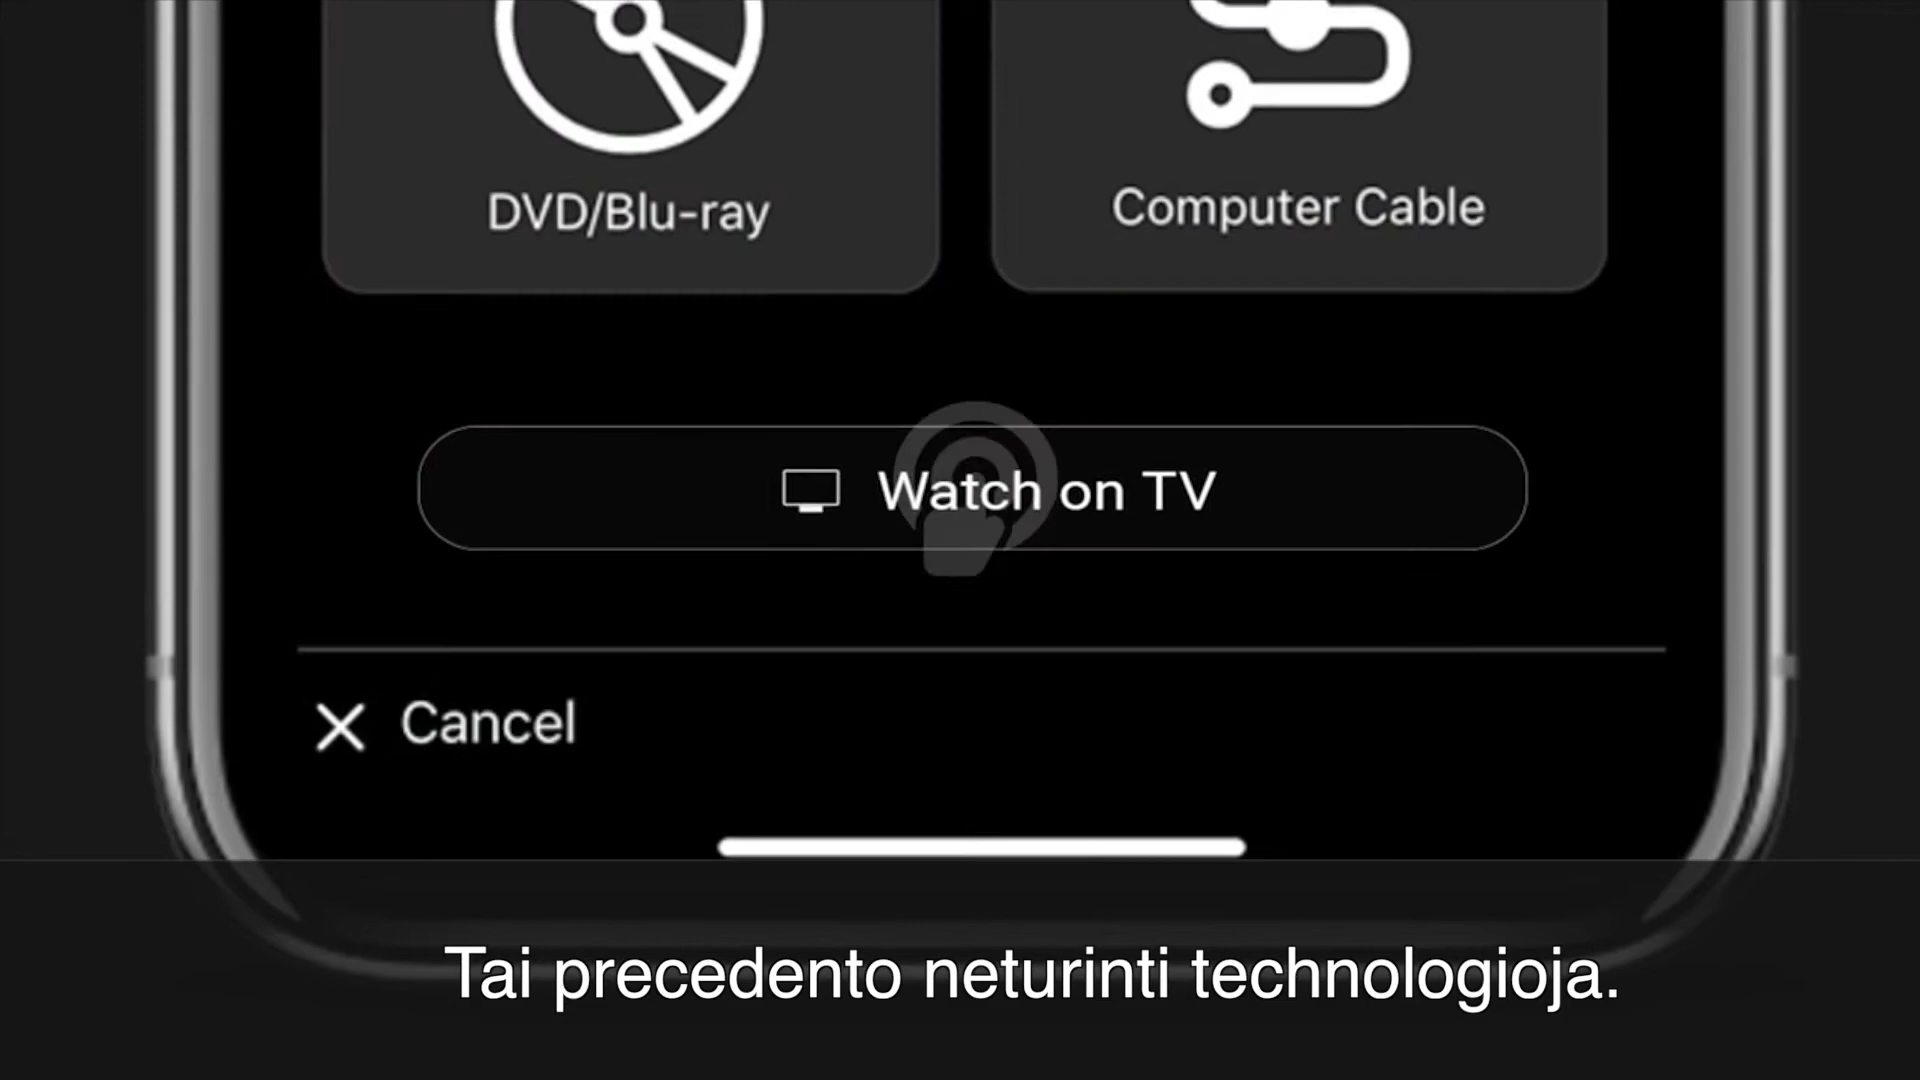 DVD/Blu-ray
Computer Cable
Watch on TV
Cancel
Tai precedento neturinti technologioja.